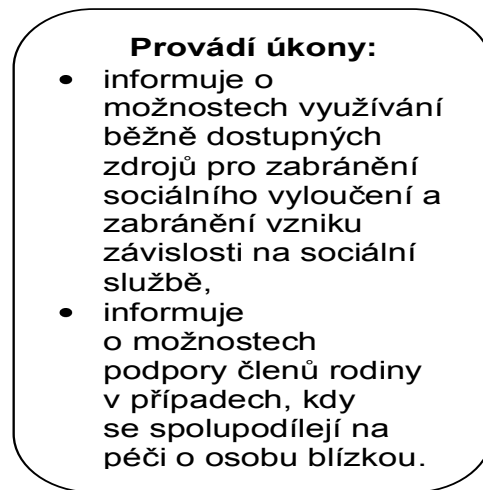 Provádí úkony:
• informuje o
možnostech využívání
běžně dostupných
zdrojů pro zabránění
sociálního vyloučení a
zabránění vzniku
závislosti na sociální
službě,
• informuje
o možnostech
podpory členů rodiny
v případech, kdy
se spolupodílejí na
péči o osobu blízkou.